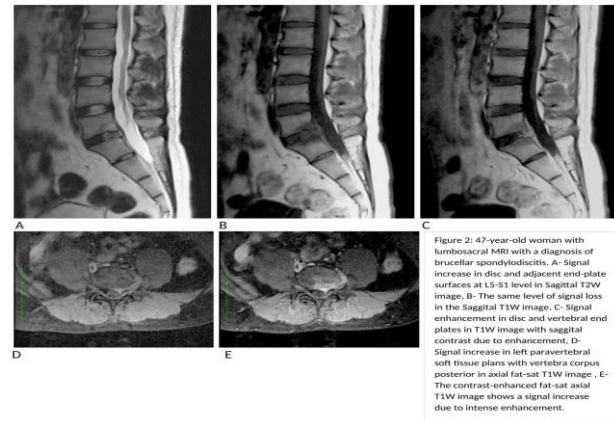 A
B
C
D
E
Figure 2: 47-year-old woman with
lumbosacral MRI with a diagnosis of
brucellar spondylodiscitis. A- Signal
increase in disc and adjacent end-plate
surfaces at L5-S1 level in Sagittal T2W
image, B- The same level of signal loss
in the Saggital T1W image, C- Signal
enhancement in disc and vertebral end
plates in T1W image with saggital
contrast due to enhancement, D-
Signal increase in left paravertebral
soft tissue plans with vertebra corpus
posterior in axial fat-sat T1W image , E-
The contrast-enhanced fat-sat axial
T1W image shows a signal increase
due to intense enhancement.